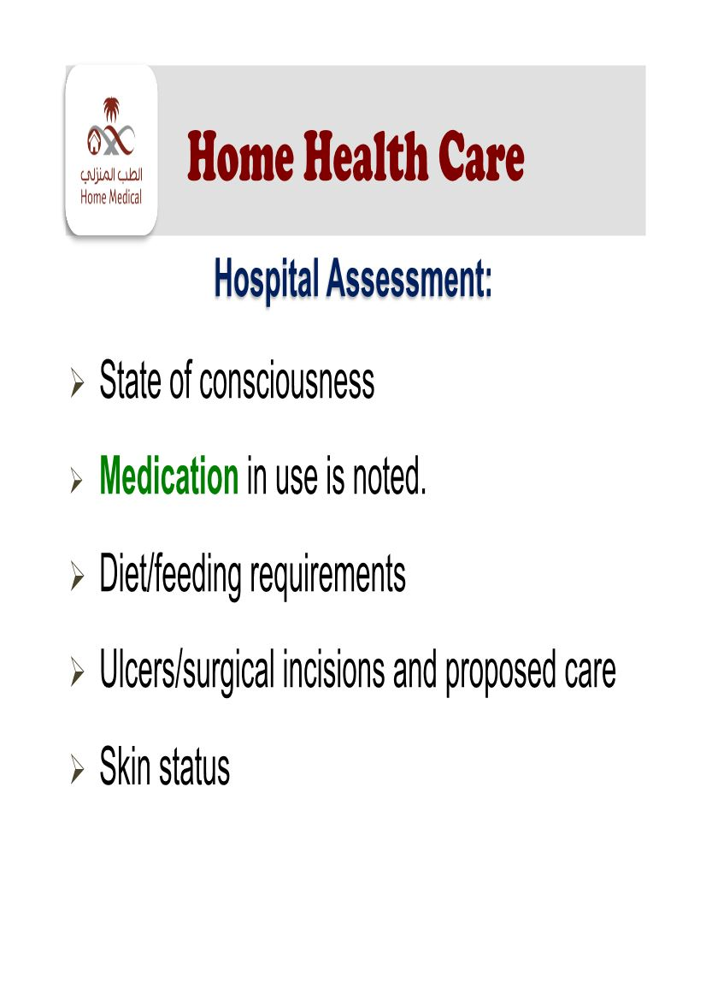 الطب المنزلي
Home Medical
Home Health Care
Hospital Assessment:
State of consciousness
Medication in use is noted.
Diet/feeding requirements
Ulcers/surgical incisions and proposed care
Skin status